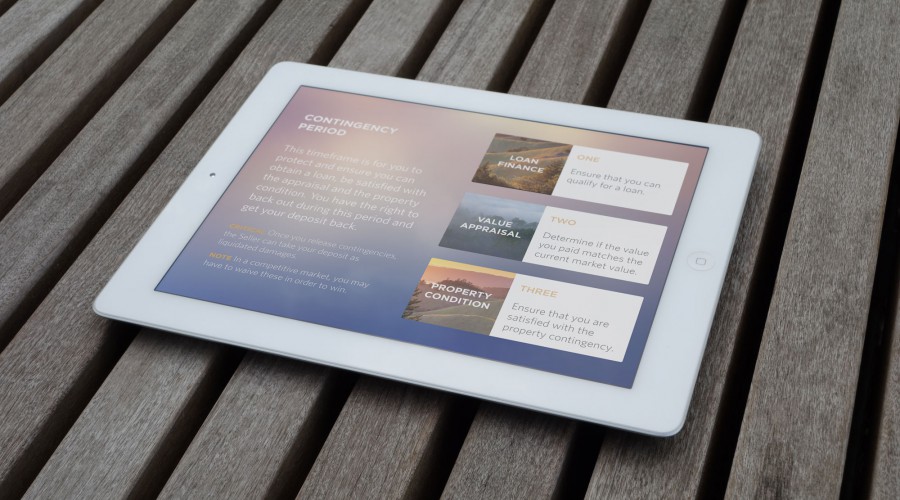 CONTINGENCY
PERIOD
This timeframe is for you to
protect and ensure you can
obtain a loan, be satisfied with
the appraisal and the property
condition. You have the right to
back out during this period and
get your deposit back.
Once you release contingencies,
the Seller can take your deposit as
liquidated damages.
NOTE In a competitive market, you may
have to waive these in order to win.
LOAN
FINANCE
ONE
Ensure that you can
qualify for a loan.
VALUE
APPRAISAL
TWO
Determine if the value
you paid matches the
current market value.
PROPERTY
CONDITION
THREE
Ensure that you are
satisfied with the
property contingency.